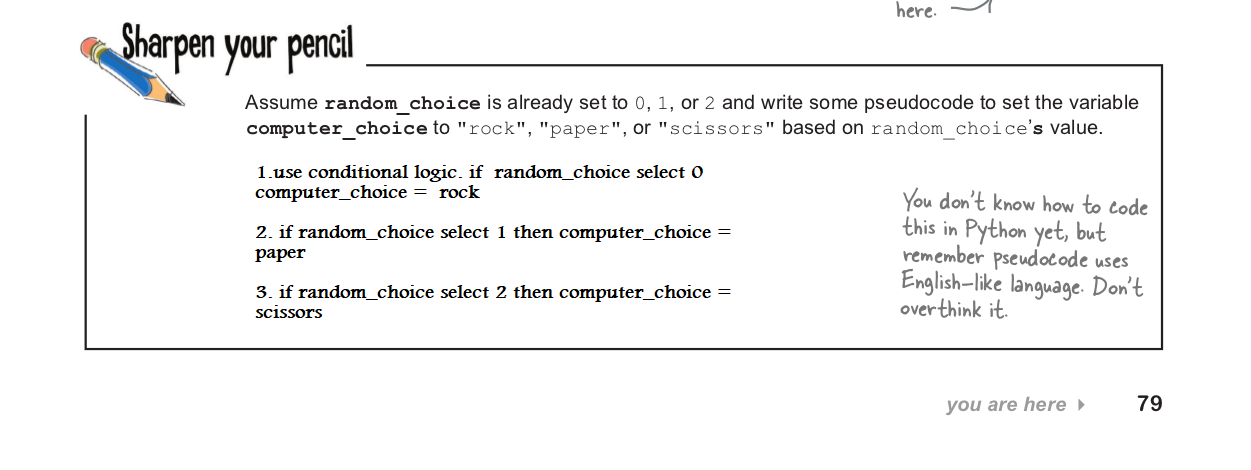 here.
Sharpen your pencil
Assume random_choice is already set to 0, 1, or 2 and write some pseudocode to set the variable
computer_choice to "rock", "paper", or "scissors" based on random_choice's value.
1.use conditional logic. if random_choice select 0
computer_choice = rock
2. if random_choice select 1 then computer_choice =
paper
3. if random_choice select 2 then computer_choice =
scissors
You don't know how to code
this in Python yet, but
remember pseudocode uses
English-like language. Don't
overthink it.
you are here ▸ 79